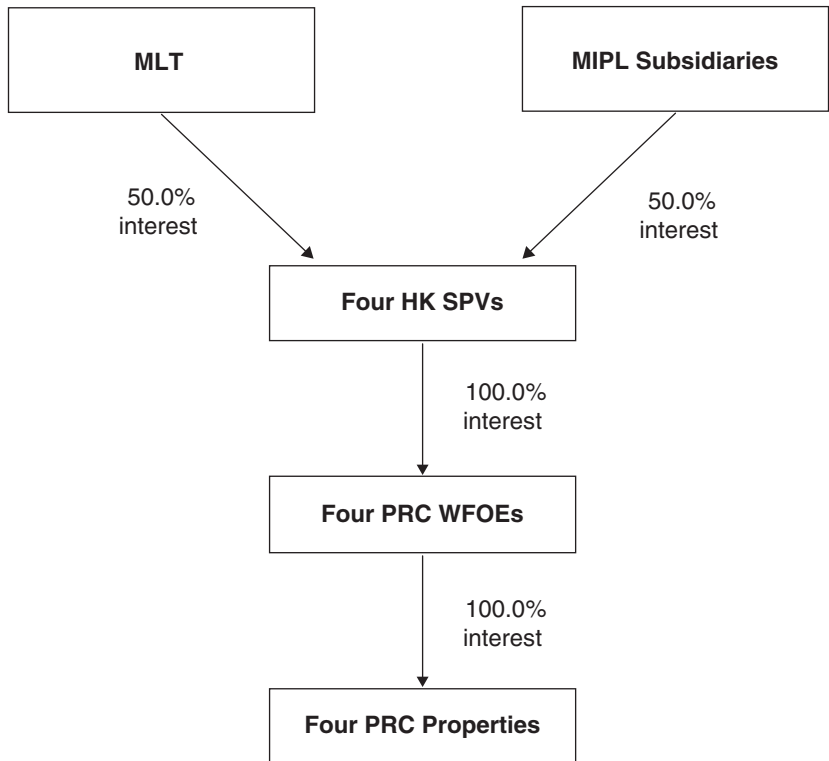 MLT
MIPL Subsidiaries
50.0%
interest
50.0%
interest
Four HK SPVs
100.0%
interest
Four PRC WFOEs
100.0%
interest
Four PRC Properties